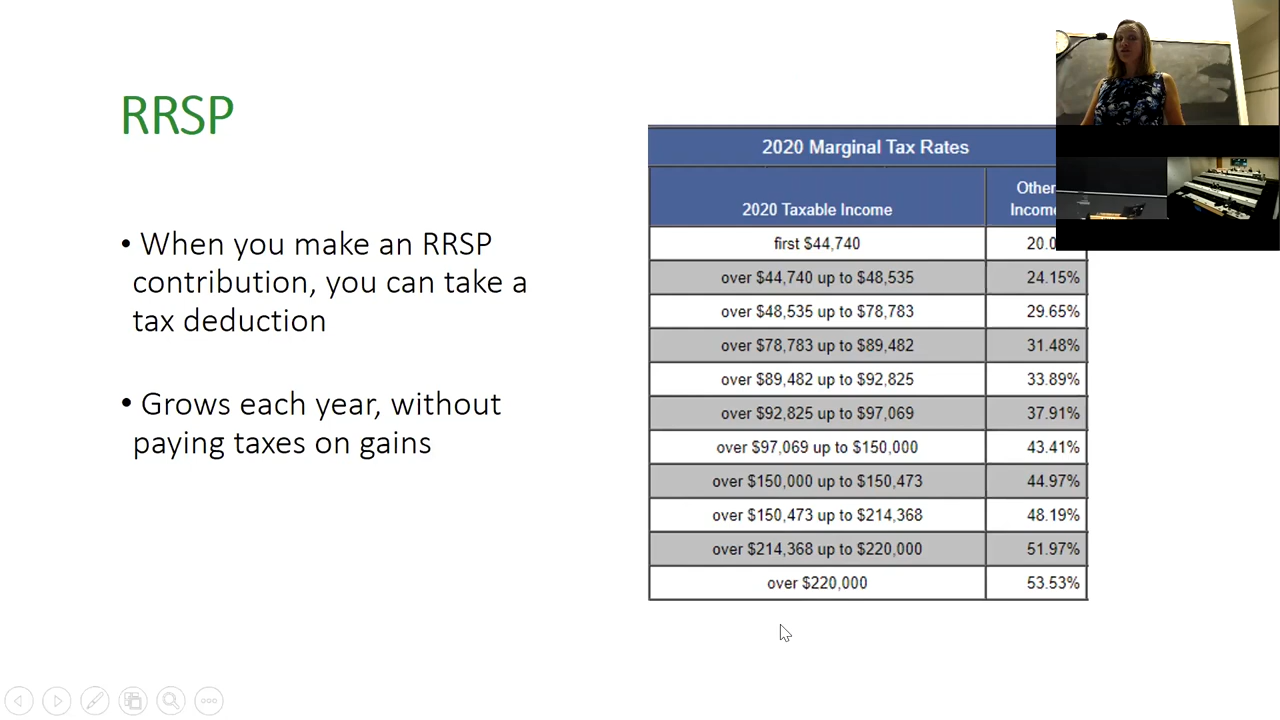 RRSP
• When you make an RRSP
contribution, you can take a
tax deduction
• Grows each year, without
paying taxes on gains
2020 Marginal Tax Rates
2020 Taxable Income
Other
Income
first $44,740 20.0
over $44,740 up to $48,535 24.15%
over $48,535 up to $78,783 29.65%
over $78,783 up to $89,482 31.48%
over $89,482 up to $92,825 33.89%
over $92,825 up to $97,069 37.91%
over $97,069 up to $150,000 43.41%
over $150,000 up to $150,473 44.97%
over $150,473 up to $214,368 48.19%
over $214,368 up to $220,000 51.97%
over $220,000 53.53%